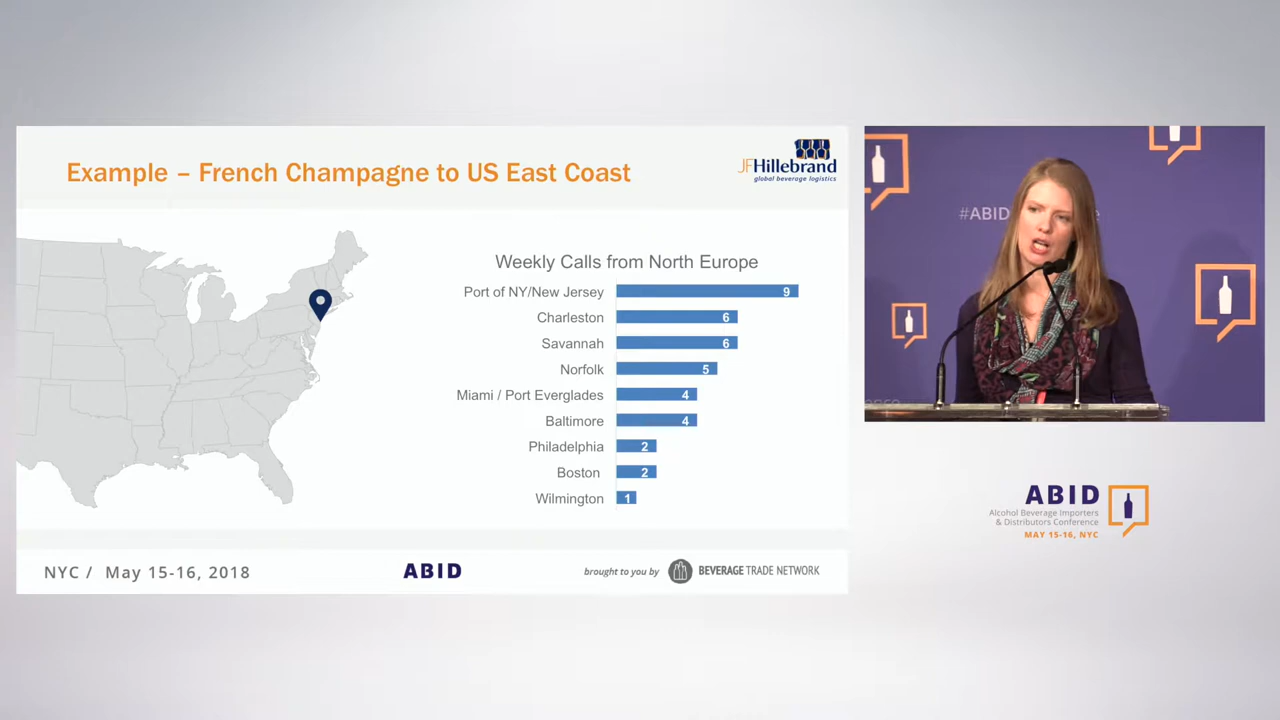 Example – French Champagne to US East Coast
JFHillebrand
global beverage logistics
Weekly Calls from North Europe
Port of NY/New Jersey 9
Charleston 6
Savannah 6
Norfolk 5
Miami / Port Everglades 4
Baltimore 4
Philadelphia 2
Boston 2
Wilmington 1
NYC / May 15-16, 2018
ABID
brought to you by
BEVERAGE TRADE NETWORK
#ABID
ABID
Alcohol Beverage Importers
& Distributors Conference
MAY 15-16, NYC